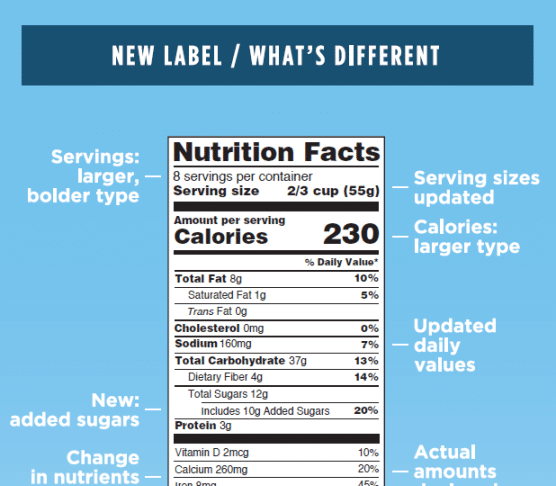 NEW LABEL / WHAT'S DIFFERENT
Servings:
larger,
bolder type
Nutrition Facts
8 servings per container
Serving size 2/3 cup (55g)
Amount per serving
Calories 230
% Daily Value*
Total Fat 8g 10%
Saturated Fat 1g 5%
Trans Fat 0g
Cholesterol 0mg 0%
Sodium 160mg 7%
Total Carbohydrate 37g 13%
Dietary Fiber 4g 14%
Total Sugars 12g
Includes 10g Added Sugars 20%
Protein 3g
Vitamin D 2mcg 10%
Calcium 260mg 20%
Iron 8mg 45%
Serving sizes
updated
Calories:
larger type
Updated
daily
values
New:
added sugars
Change
in nutrients
Actual
amounts